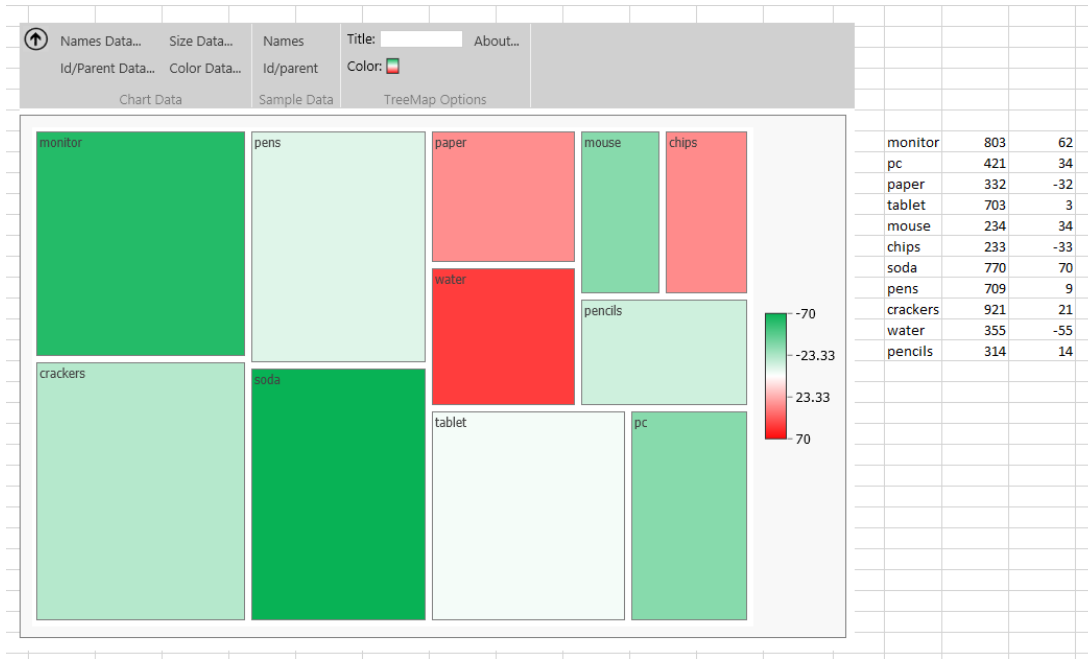 Names Data... Size Data... Names Title: About...
Id/Parent Data... Color Data... Id/parent Color:
Chart Data Sample Data TreeMap Options
monitor pens paper mouse chips
water
pencils
crackers soda
tablet pc
-70
-23.33
23.33
70
monitor 803 62
pc 421 34
paper 332 -32
tablet 703 3
mouse 234 34
chips 233 -33
soda 770 70
pens 709 9
crackers 921 21
water 355 -55
pencils 314 14